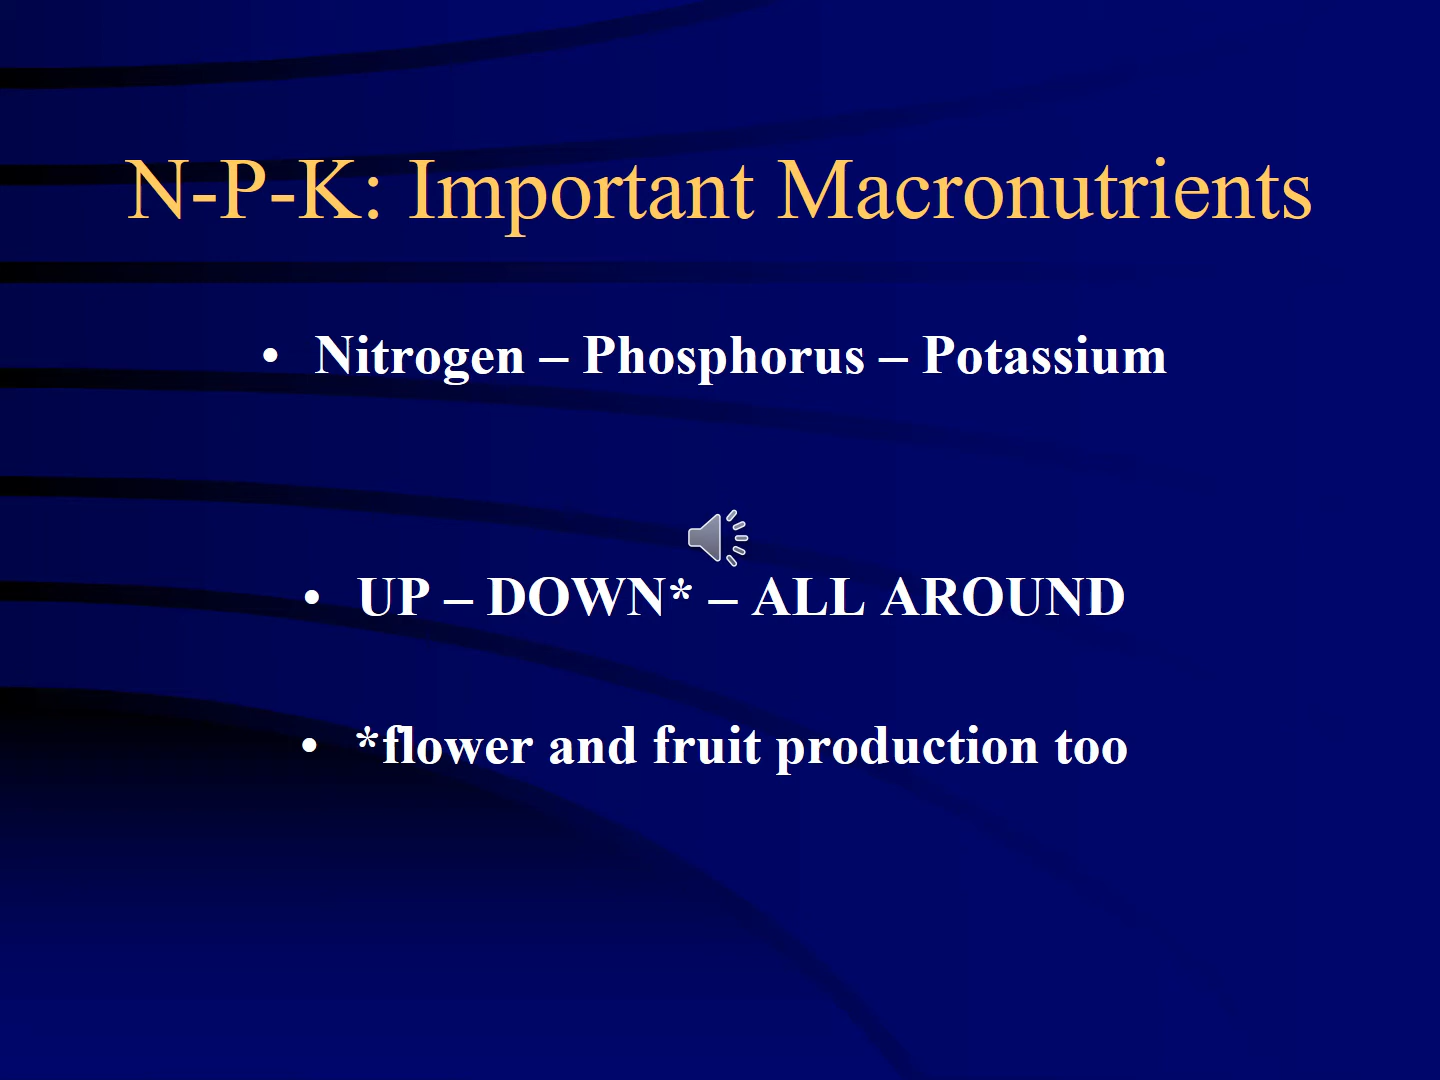 N-P-K: Important Macronutrients
• Nitrogen – Phosphorus – Potassium
• UP – DOWN* – ALL AROUND
• *flower and fruit production too